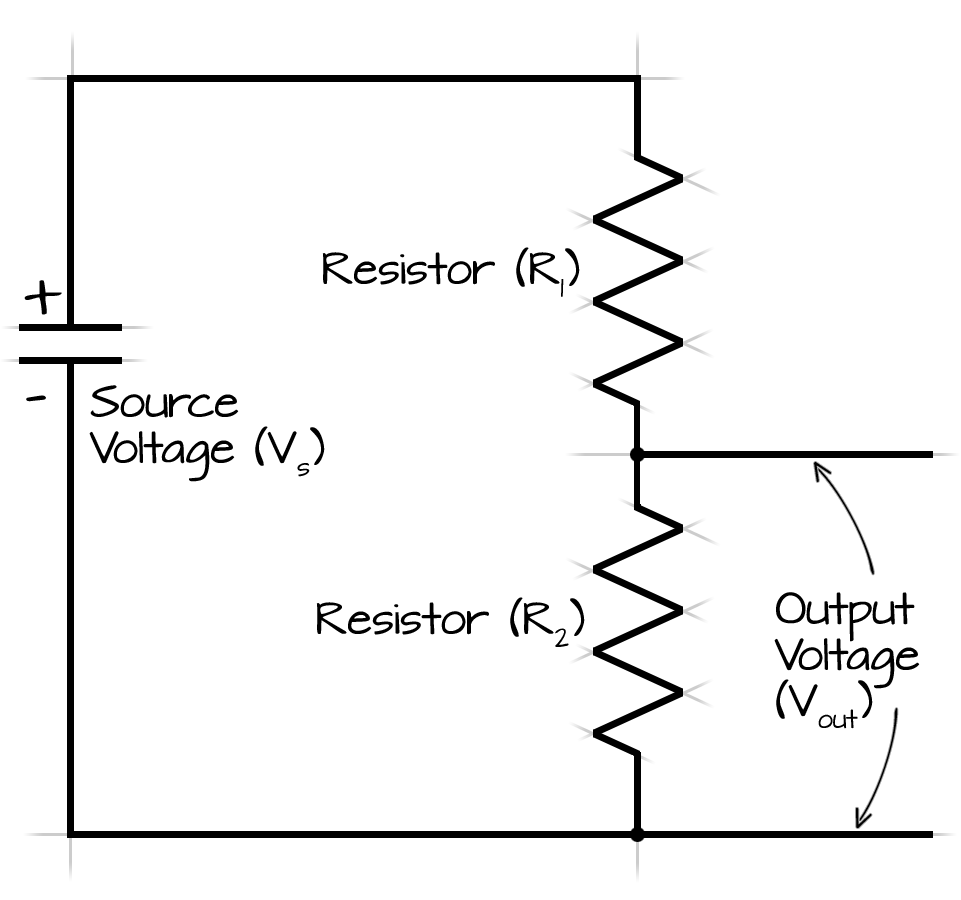 Resistor (R1)
+
-
Source
Voltage (Vs)
Resistor (R2)
Output
Voltage
(Vout)